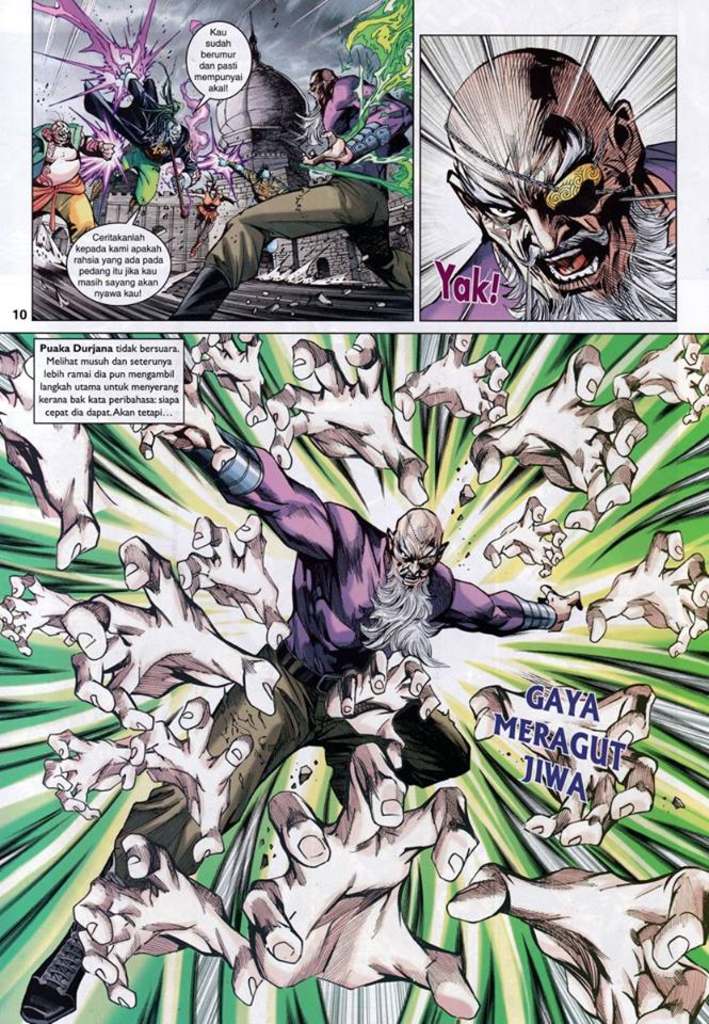 Kau
sudah
berumur
dan pasti
mempunyai
akal!
Ceritakanlah
kepada kami apakah
yang ada pada
pedang itu jika kau
masih sayang akan
nyawa kau!
Yak!
10
Puaka Durjana tidak bersuara.
Melihat musuh dan seterunya
lebih ramai dia pun mengambil
langkah utama untuk menyerang
kerana bak kata peribahasa: siapa
cepat dia dapat. Akan tetapi...
GAYA
MERAGUT
JIWA